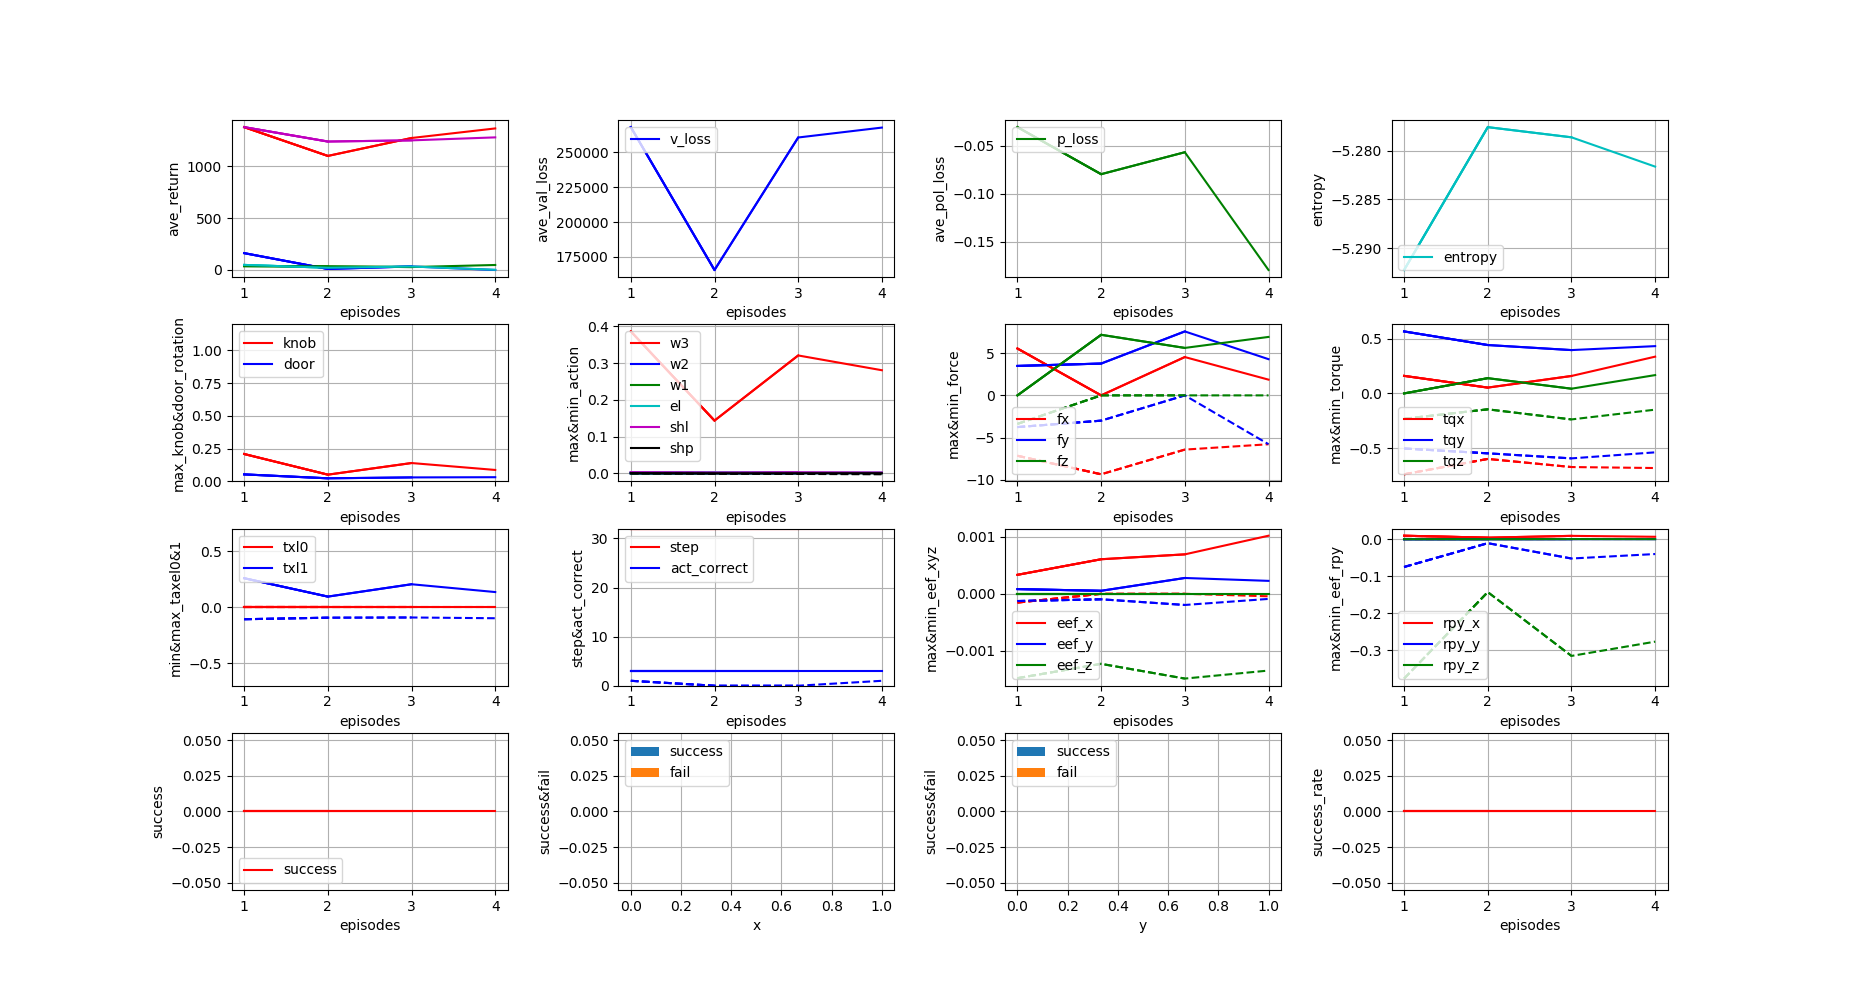 ave_return
1000
500
0
1 2 3 4
episodes
ave_val_loss
250000
225000
200000
175000
v_loss
1 2 3 4
episodes
ave_pol_loss
−0.05
−0.10
−0.15
p_loss
1 2 3 4
episodes
entropy
−5.280
−5.285
−5.290
entropy
1 2 3 4
episodes
max_knob&door_rotation
1.00
0.75
0.50
0.25
0.00
knob
door
1 2 3 4
episodes
max&min_action
0.4
0.3
0.2
0.1
0.0
w3
w2
w1
el
shl
shp
1 2 3 4
episodes
max&min_force
5
0
−5
−10
fx
fy
fz
1 2 3 4
episodes
max&min_torque
0.5
0.0
−0.5
tqx
tqy
tqz
1 2 3 4
episodes
min&max_taxel0&1
0.5
0.0
−0.5
txl0
txl1
1 2 3 4
episodes
step&act_correct
30
20
10
0
step
act_correct
1 2 3 4
episodes
max&min_eef_xyz
0.001
0.000
−0.001
eef_x
eef_y
eef_z
1 2 3 4
episodes
max&min_eef_rpy
0.0
−0.1
−0.2
−0.3
rpy_x
rpy_y
rpy_z
1 2 3 4
episodes
success
0.050
0.025
0.000
−0.025
−0.050
success
1 2 3 4
episodes
success&fail
0.050
0.025
0.000
−0.025
−0.050
success
fail
0.0 0.2 0.4 0.6 0.8 1.0
x
success&fail
0.050
0.025
0.000
−0.025
−0.050
success
fail
0.0 0.2 0.4 0.6 0.8 1.0
y
success_rate
0.050
0.025
0.000
−0.025
−0.050
1 2 3 4
episodes